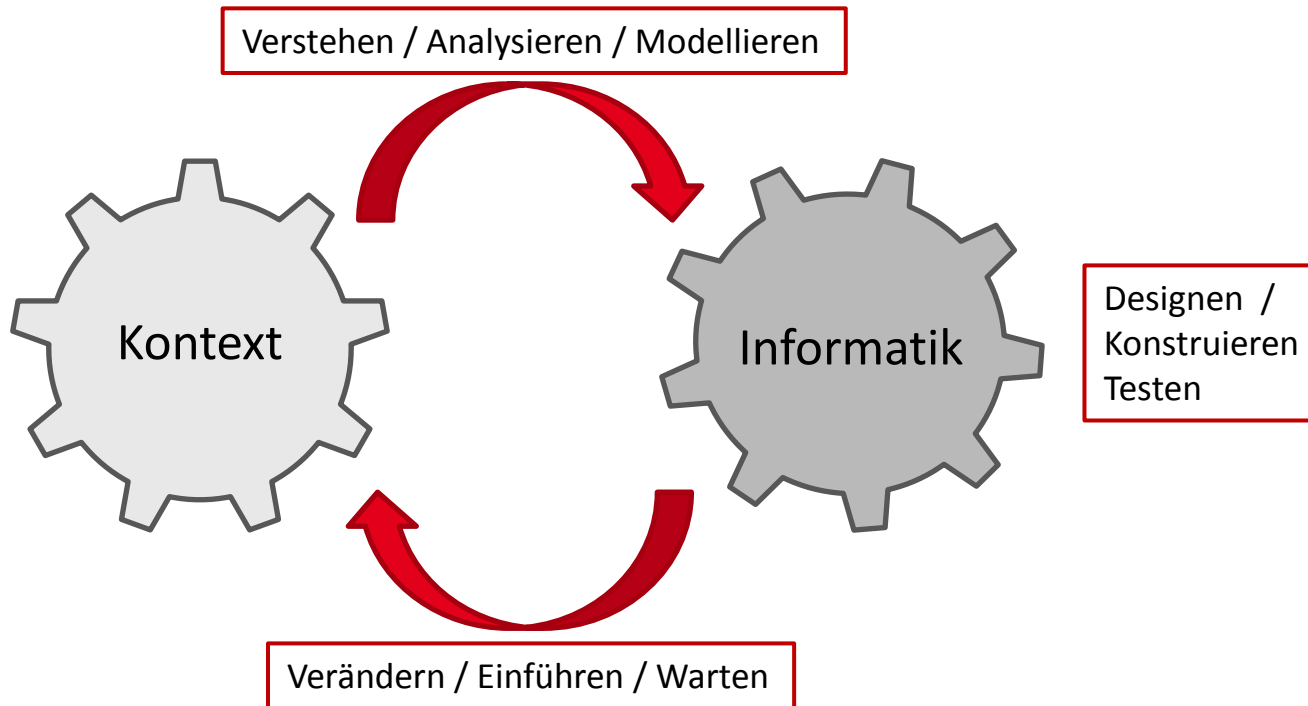 Verstehen / Analysieren / Modellieren
Kontext
Informatik
Designen /
Konstruieren
Testen
Verändern / Einführen / Warten